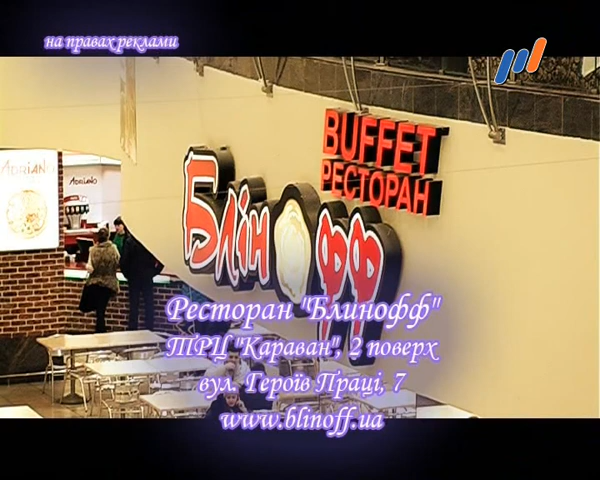 на правах реклами
BUFFET
РЕСТОРАН
ADRIANO
ADRIANO
Блінофф
Ресторан "Блинофф"
ТРЦ "Караван", 2 поверх
вул. Героїв Праці, 7
www.blinoff.ua